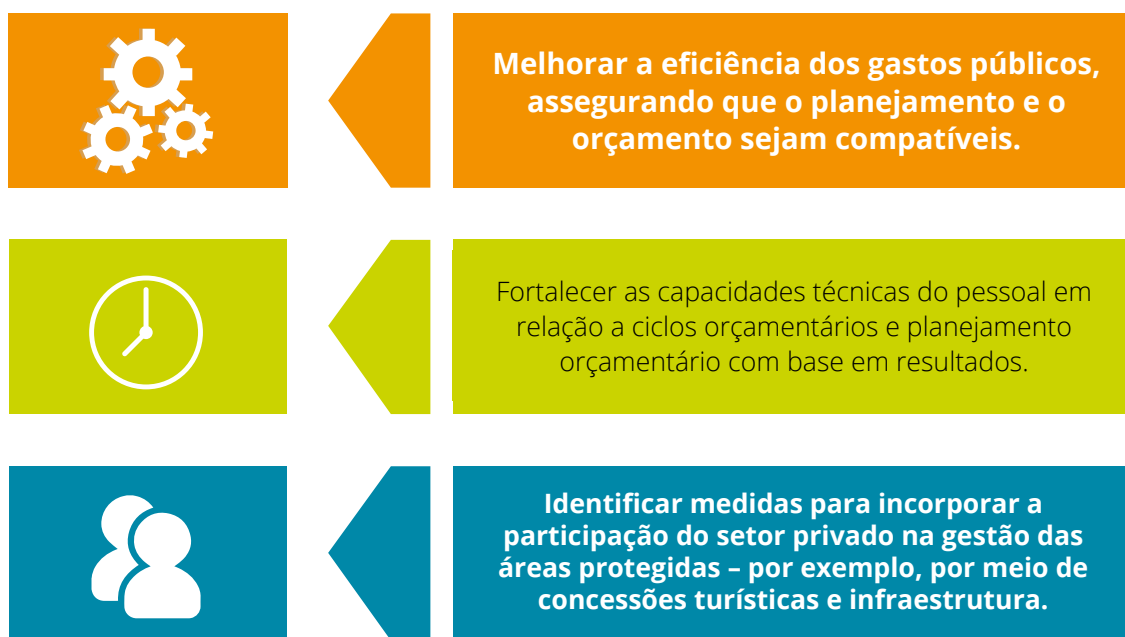 Melhorar a eficiência dos gastos públicos,
assegurando que o planejamento e o
orçamento sejam compatíveis.
Fortalecer as capacidades técnicas do pessoal em
relação a ciclos orçamentários e planejamento
orçamentário com base em resultados.
Identificar medidas para incorporar a
participação do setor privado na gestão das
áreas protegidas – por exemplo, por meio de
concessões turísticas e infraestrutura.